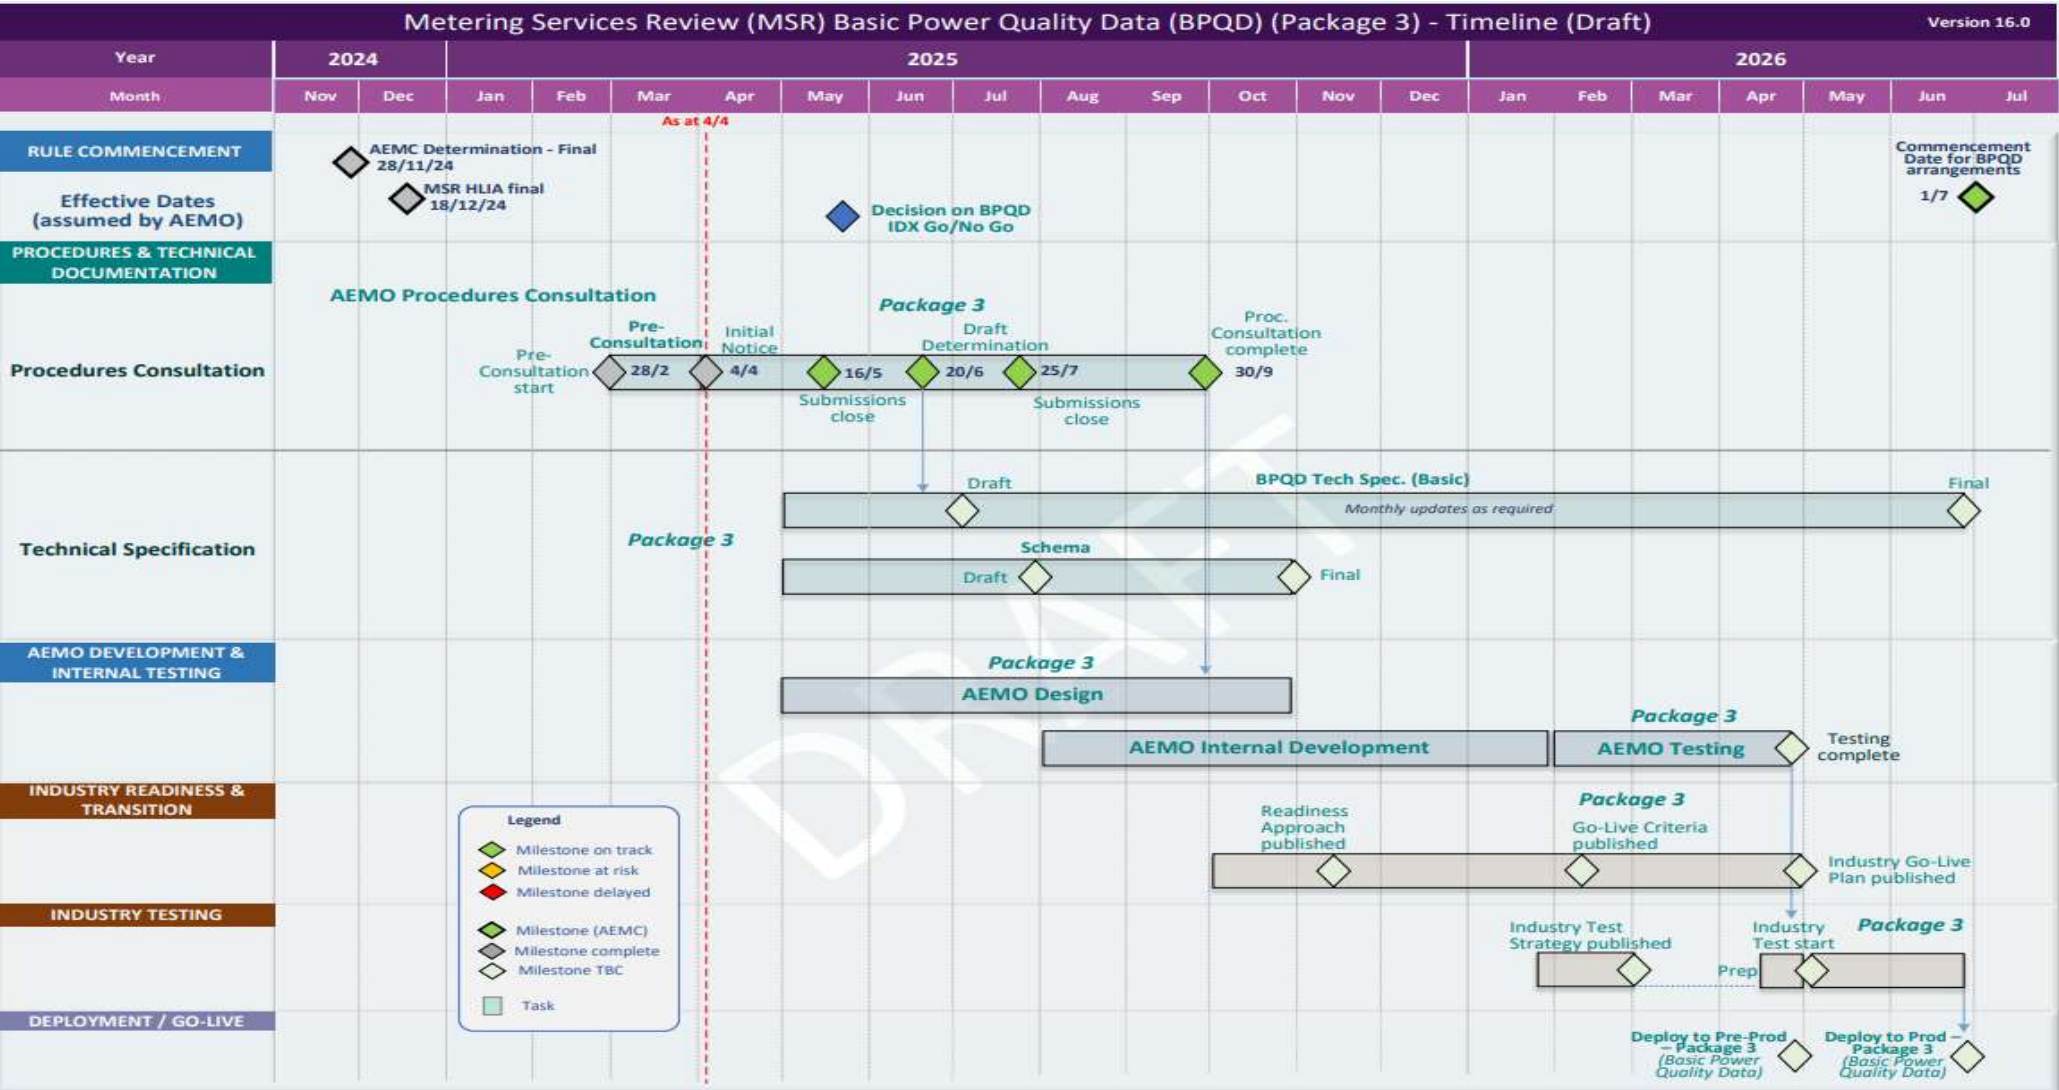 Metering Services Review (MSR) Basic Power Quality Data (BPQD) (Package 3) - Timeline (Draft)
Version 16.0
Year
2024
2025
2026
Month
Nov
Dec
Jan
Feb
Mar
Apr
May
Jun
Jul
Aug
Sep
Oct
Nov
Dec
Jan
Feb
Mar
Apr
May
Jun
Jul
As at 4/4
RULE COMMENCEMENT
Effective Dates
(assumed by AEMO)
AEMC Determination - Final
28/11/24
MSR HLIA final
18/12/24
Decision on BPQD
IDX Go/No Go
Commencement
Date for BPQD
arrangements
1/7
PROCEDURES & TECHNICAL
DOCUMENTATION
AEMO Procedures Consultation
Package 3
Procedures Consultation
Pre-
Consultation
start
Pre-
Consultation
28/2
Initial
Notice
4/4
16/5
Submissions
close
Draft
Determination
20/6
25/7
Submissions
close
Proc.
Consultation
complete
30/9
Technical Specification
Package 3
BPQD Tech Spec. (Basic)
Draft
Monthly updates as required
Final
Schema
Draft
Final
AEMO DEVELOPMENT &
INTERNAL TESTING
Package 3
AEMO Design
AEMO Internal Development
Package 3
AEMO Testing
Testing
complete
INDUSTRY READINESS &
TRANSITION
Readiness
Approach
published
Package 3
Go-Live Criteria
published
Industry Go-Live
Plan published
Legend
Milestone on track
Milestone at risk
Milestone delayed
Milestone (AEMC)
Milestone complete
Milestone TBC
Task
INDUSTRY TESTING
Industry Test
Strategy published
Prep
Industry
Test start
Package 3
DEPLOYMENT / GO-LIVE
Deploy to Pre-Prod
– Package 3
(Basic Power
Quality Data)
Deploy to Prod –
Package 3
(Basic Power
Quality Data)
DRAFT